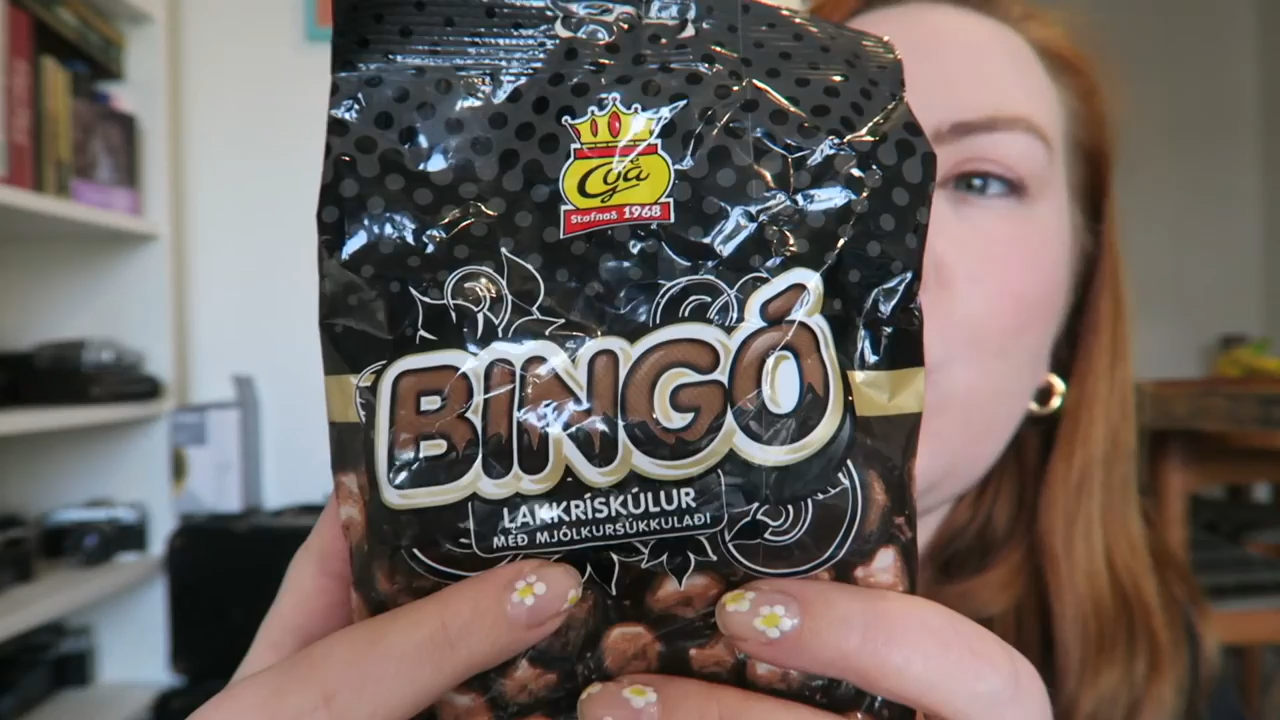 Góa
Stofnað 1968
BINGÓ
LAKKRÍSKÚLUR
MEÐ MJÓLKURSÚKKULAÐI